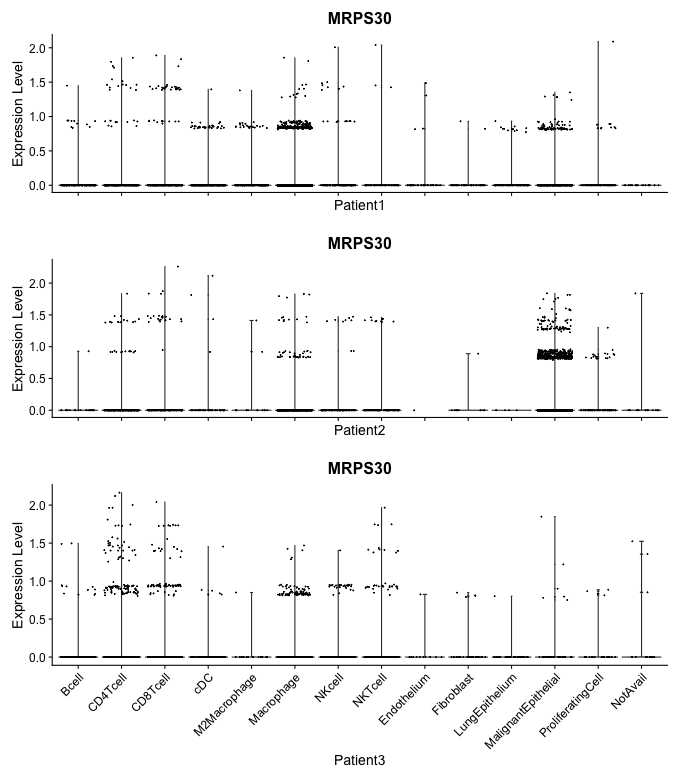 MRPS30
Expression Level
2.0
1.5
1.0
0.5
0.0
Patient1
MRPS30
Expression Level
2.0
1.5
1.0
0.5
0.0
Patient2
MRPS30
Expression Level
2.0
1.5
1.0
0.5
0.0
Bcell
CD4Tcell
CD8Tcell
cDC
M2Macrophage
Macrophage
NKcell
NKTcell
Endothelium
Fibroblast
LungEpithelium
MalignantEpithelial
ProliferatingCell
NotAvail
Patient3